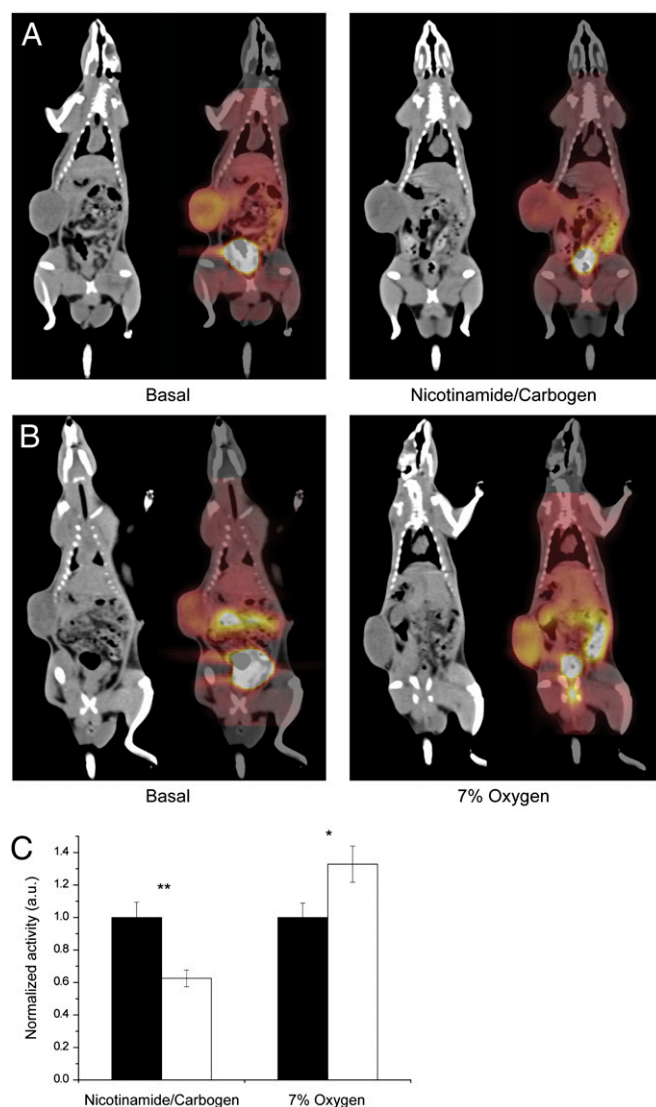 A
Basal
Nicotinamide/Carbogen
B
Basal
7% Oxygen
C
Normalized activity (a.u.)
1.4
1.2
1.0
0.8
0.6
0.4
0.2
0.0
**
*
Nicotinamide/Carbogen
7% Oxygen